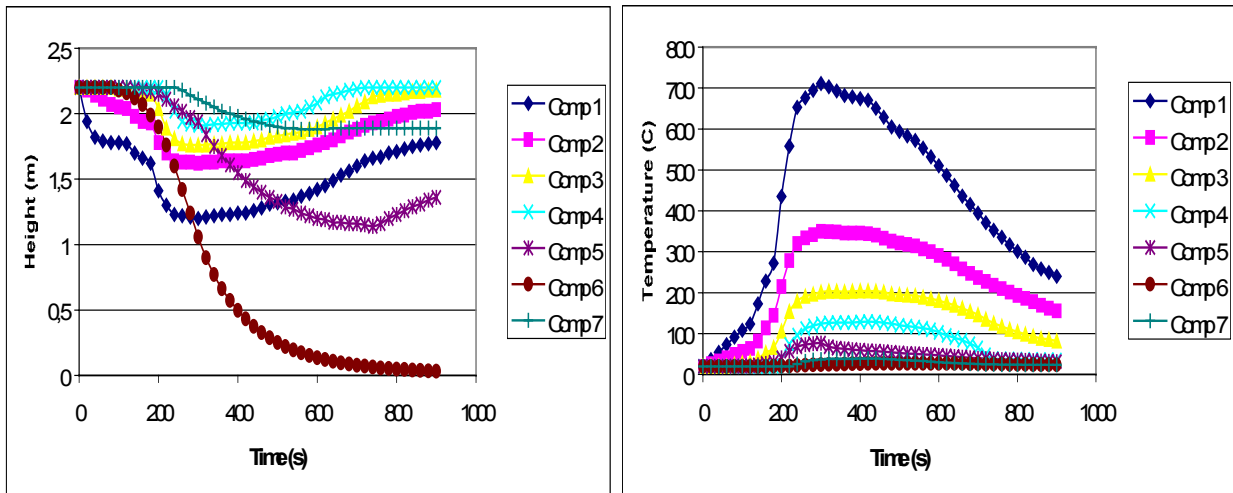 Height (m)
2,5
2
1,5
1
0,5
0
0 200 400 600 800 1000
Time(s)
Comp1
Comp2
Comp3
Comp4
Comp5
Comp6
Comp7
Temperature (C)
800
700
600
500
400
300
200
100
0
0 200 400 600 800 1000
Time(s)
Comp1
Comp2
Comp3
Comp4
Comp5
Comp6
Comp7